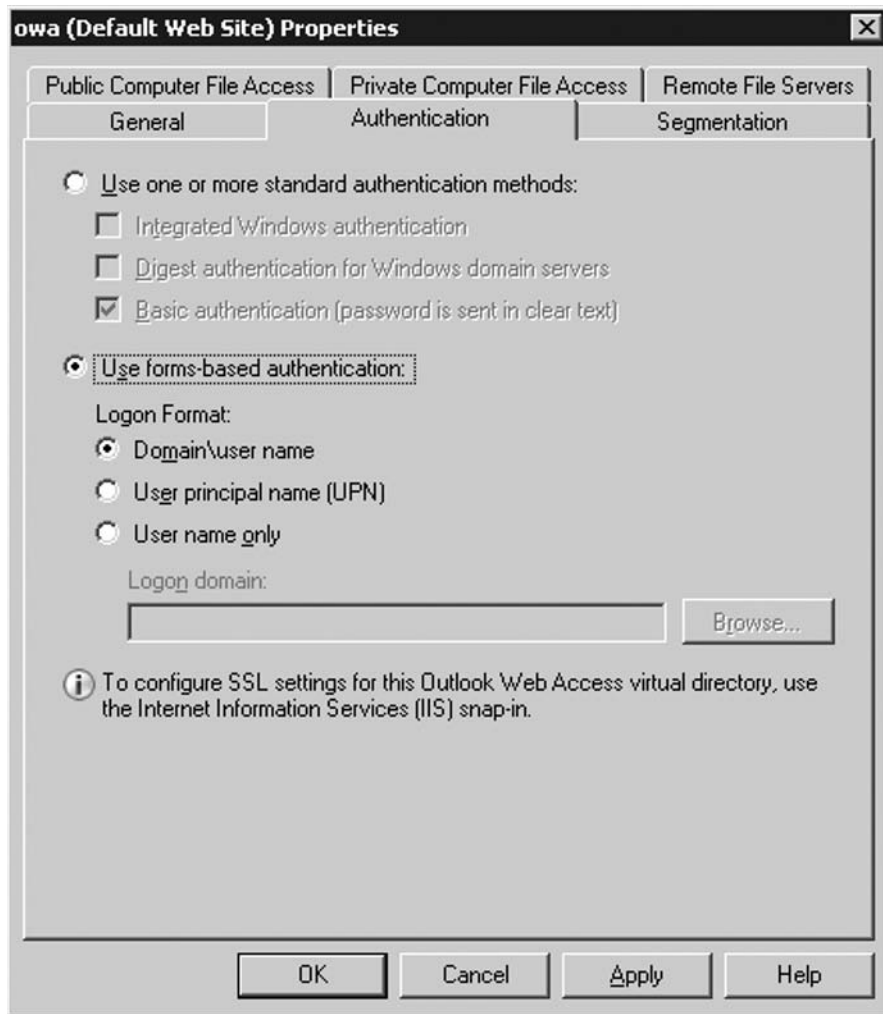 owa (Default Web Site) Properties
Public Computer File Access
Private Computer File Access
Remote File Servers
General
Authentication
Segmentation
Use one or more standard authentication methods:
Integrated Windows authentication
Digest authentication for Windows domain servers
Basic authentication (password is sent in clear text)
Use forms-based authentication:
Logon Format:
Domain\user name
User principal name (UPN)
User name only
Logon domain:
Browse...
To configure SSL settings for this Outlook Web Access virtual directory, use
the Internet Information Services (IIS) snap-in.
OK
Cancel
Apply
Help